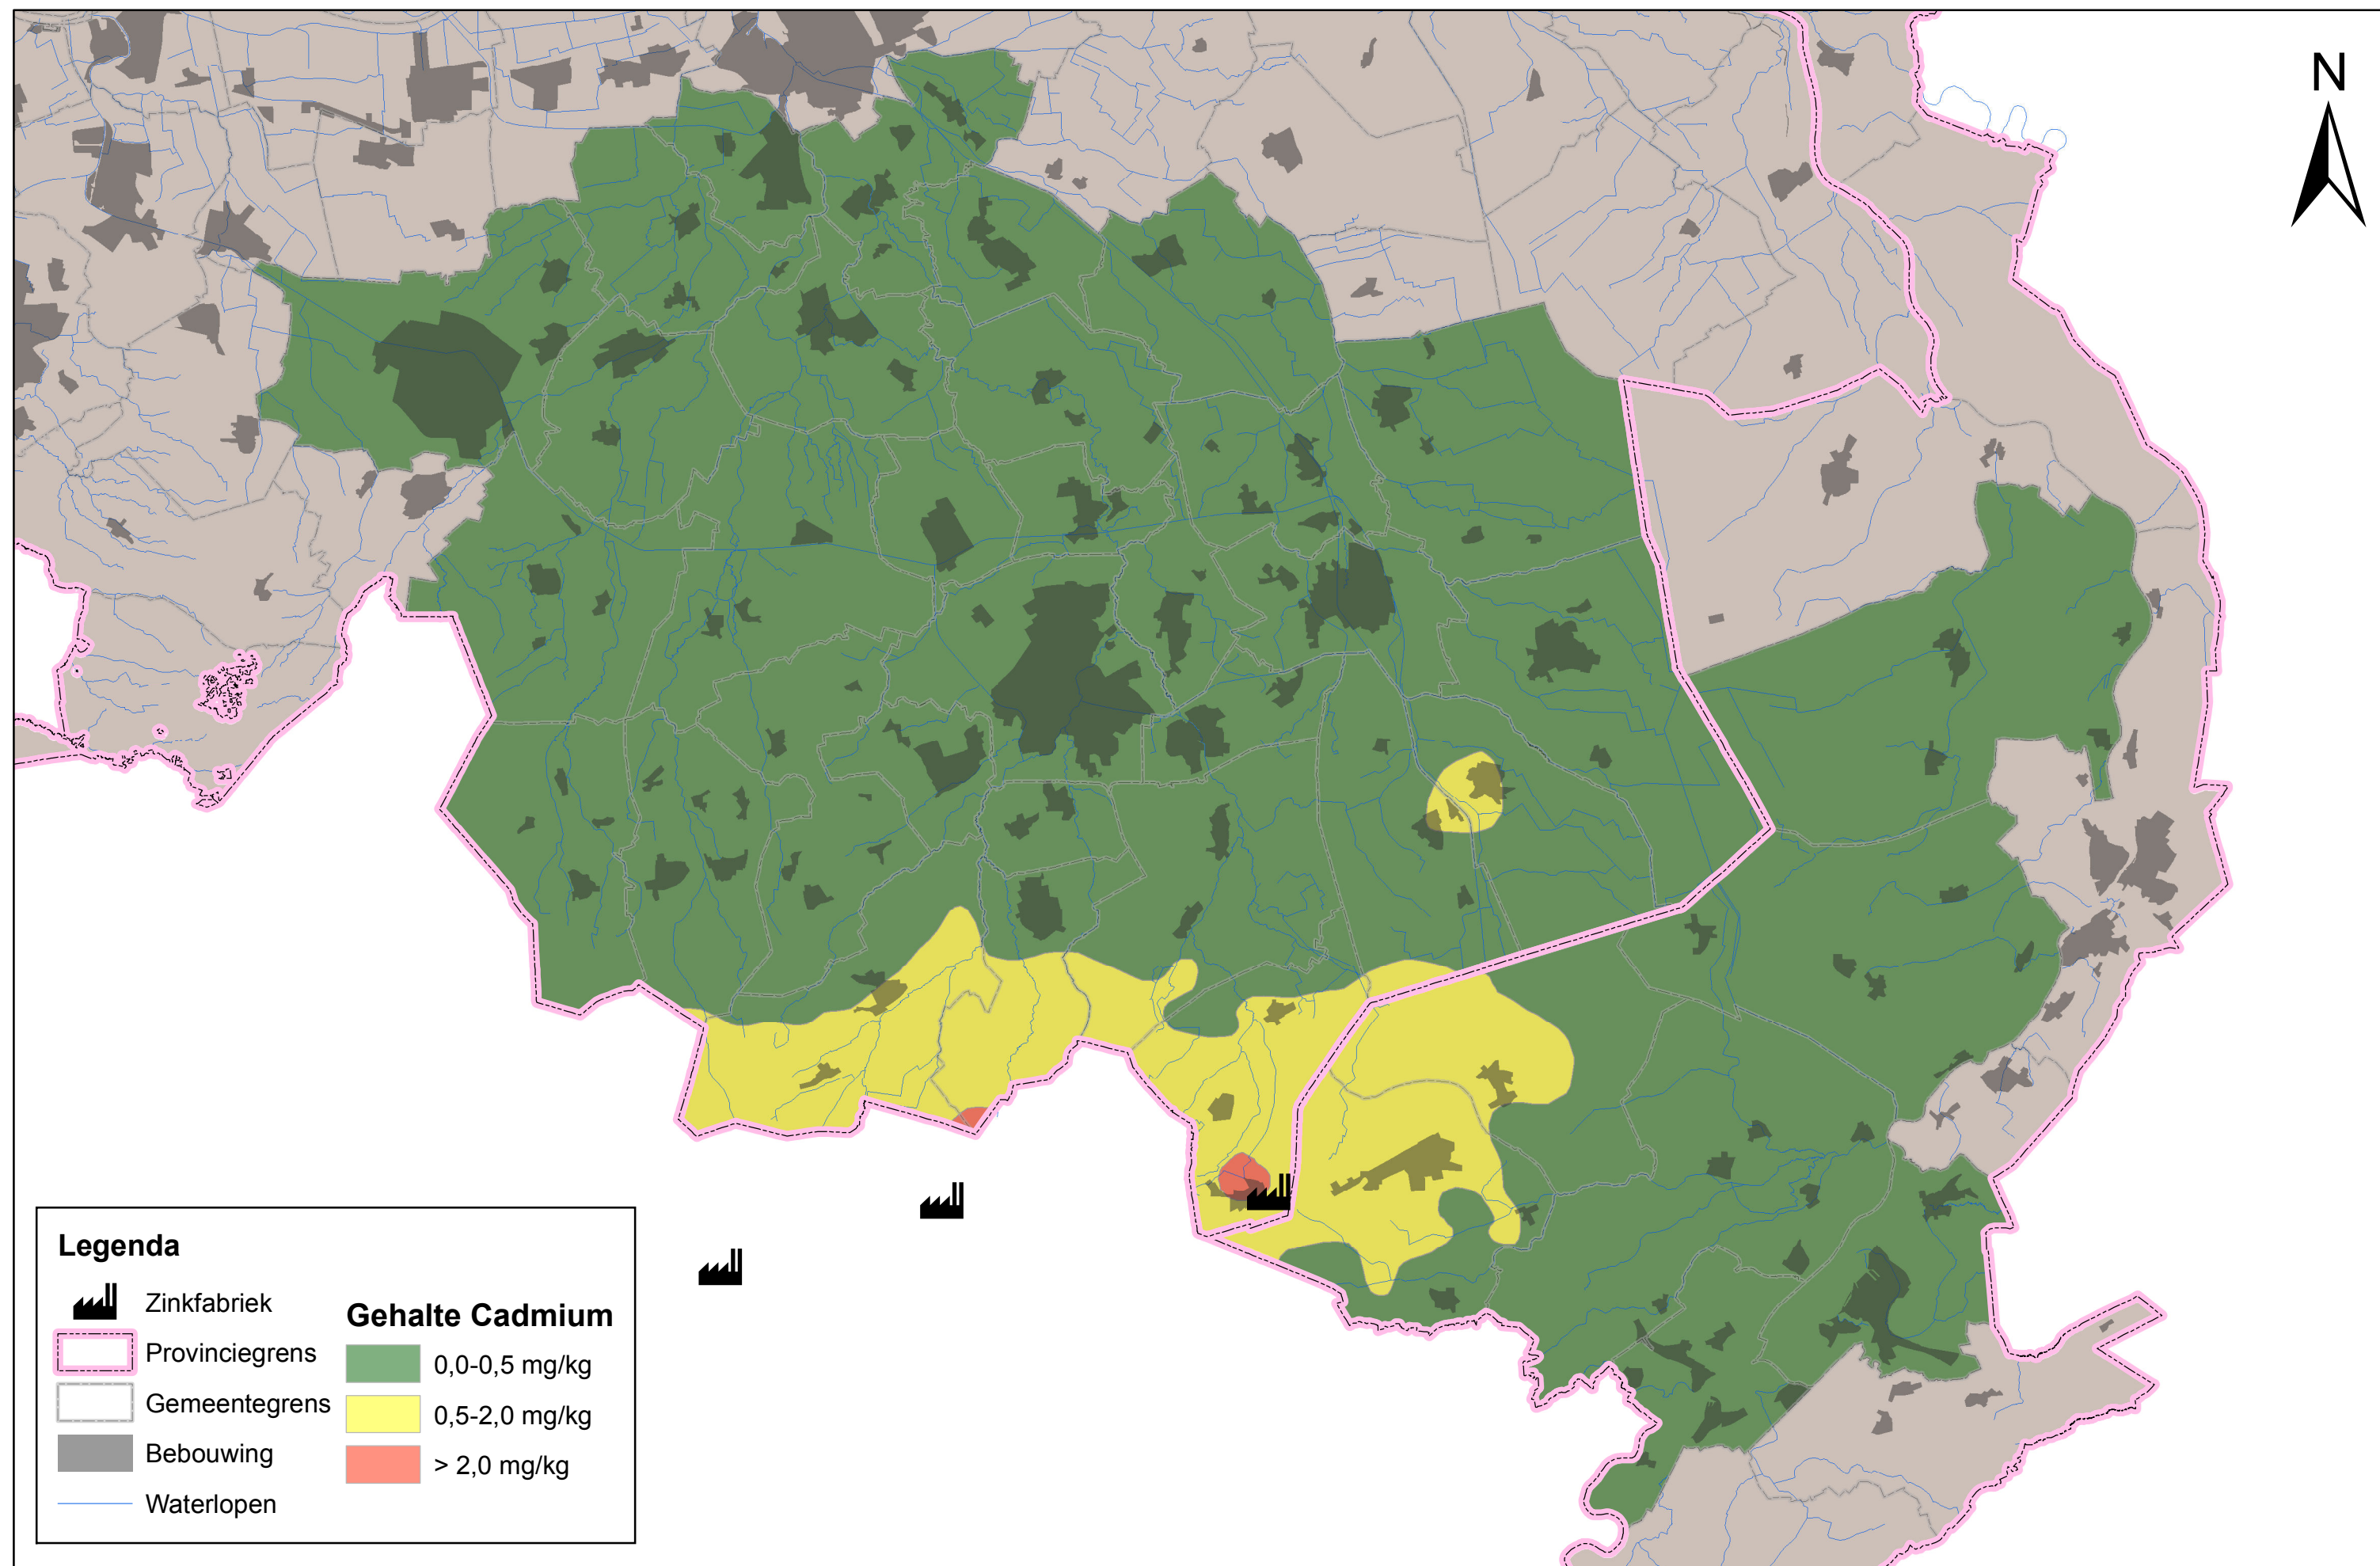 N
Legenda
Zinkfabriek
Provinciegrens
Gemeentegrens
Bebouwing
Waterlopen
Gehalte Cadmium
0,0-0,5 mg/kg
0,5-2,0 mg/kg
> 2,0 mg/kg